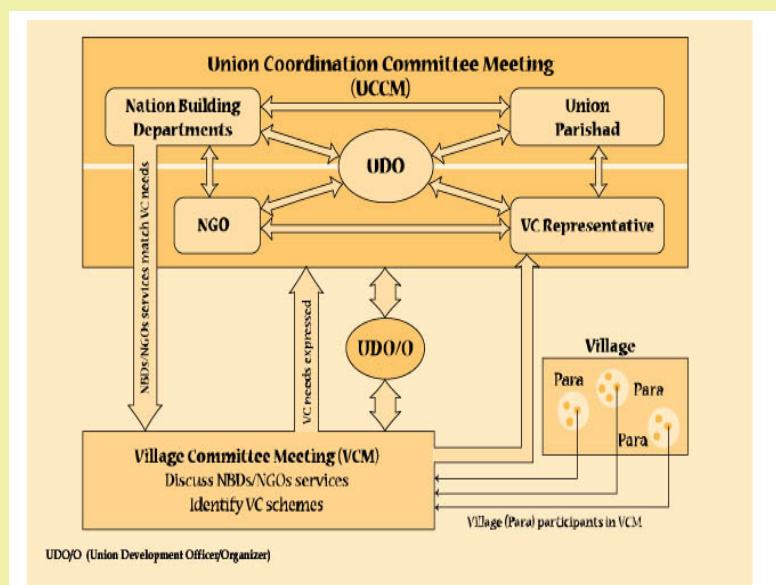 Union Coordination Committee Meeting
(UCCM)
Nation Building
Departments
Union
Parishad
UDO
NGO
VC Representative
NBDs/NGOs services match VC needs
VC needs expressed
UDO/O
Village
Para
Para
Para
Village Committee Meeting (VCM)
Discuss NBDs/NGOs services
Identify VC schemes
Village (Para) participants in VCM
UDO/O (Union Development Officer/Organizer)